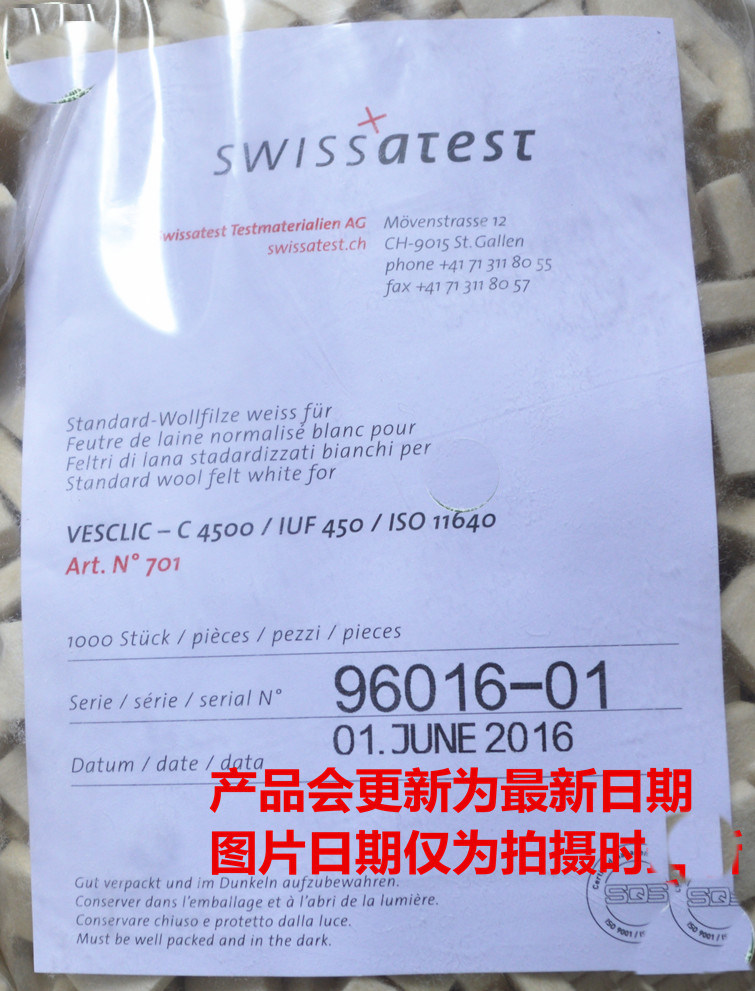 SWISSatest
wissatest Testmaterialien AG
swissatest.ch
Mövenstrasse 12
CH-9015 St. Gallen
phone +41 71 311 80 55
fax +41 71 311 80 57
Standard-Wollfilze weiss für
Feutre de laine normalisé blanc pour
Feltri di lana stadardizzati bianchi per
Standard wool felt white for
VESCLIC – C 4500 / IUF 450 / ISO 11640
Art. N° 701
1000 Stück / pièces / pezzi / pieces
Serie / série / serial N° 96016-01
01. JUNE 2016
Datum / date / data
产品会更新为最新日期
图片日期仅为拍摄时
Gut verpackt und im Dunkeln aufzubewahren.
Conserver dans l'emballage et à l'abri de la lumière.
Conservare chiuso e protetto dalla luce.
Must be well packed and in the dark.
SQS
ISO 9001
SQ
ISO 9001